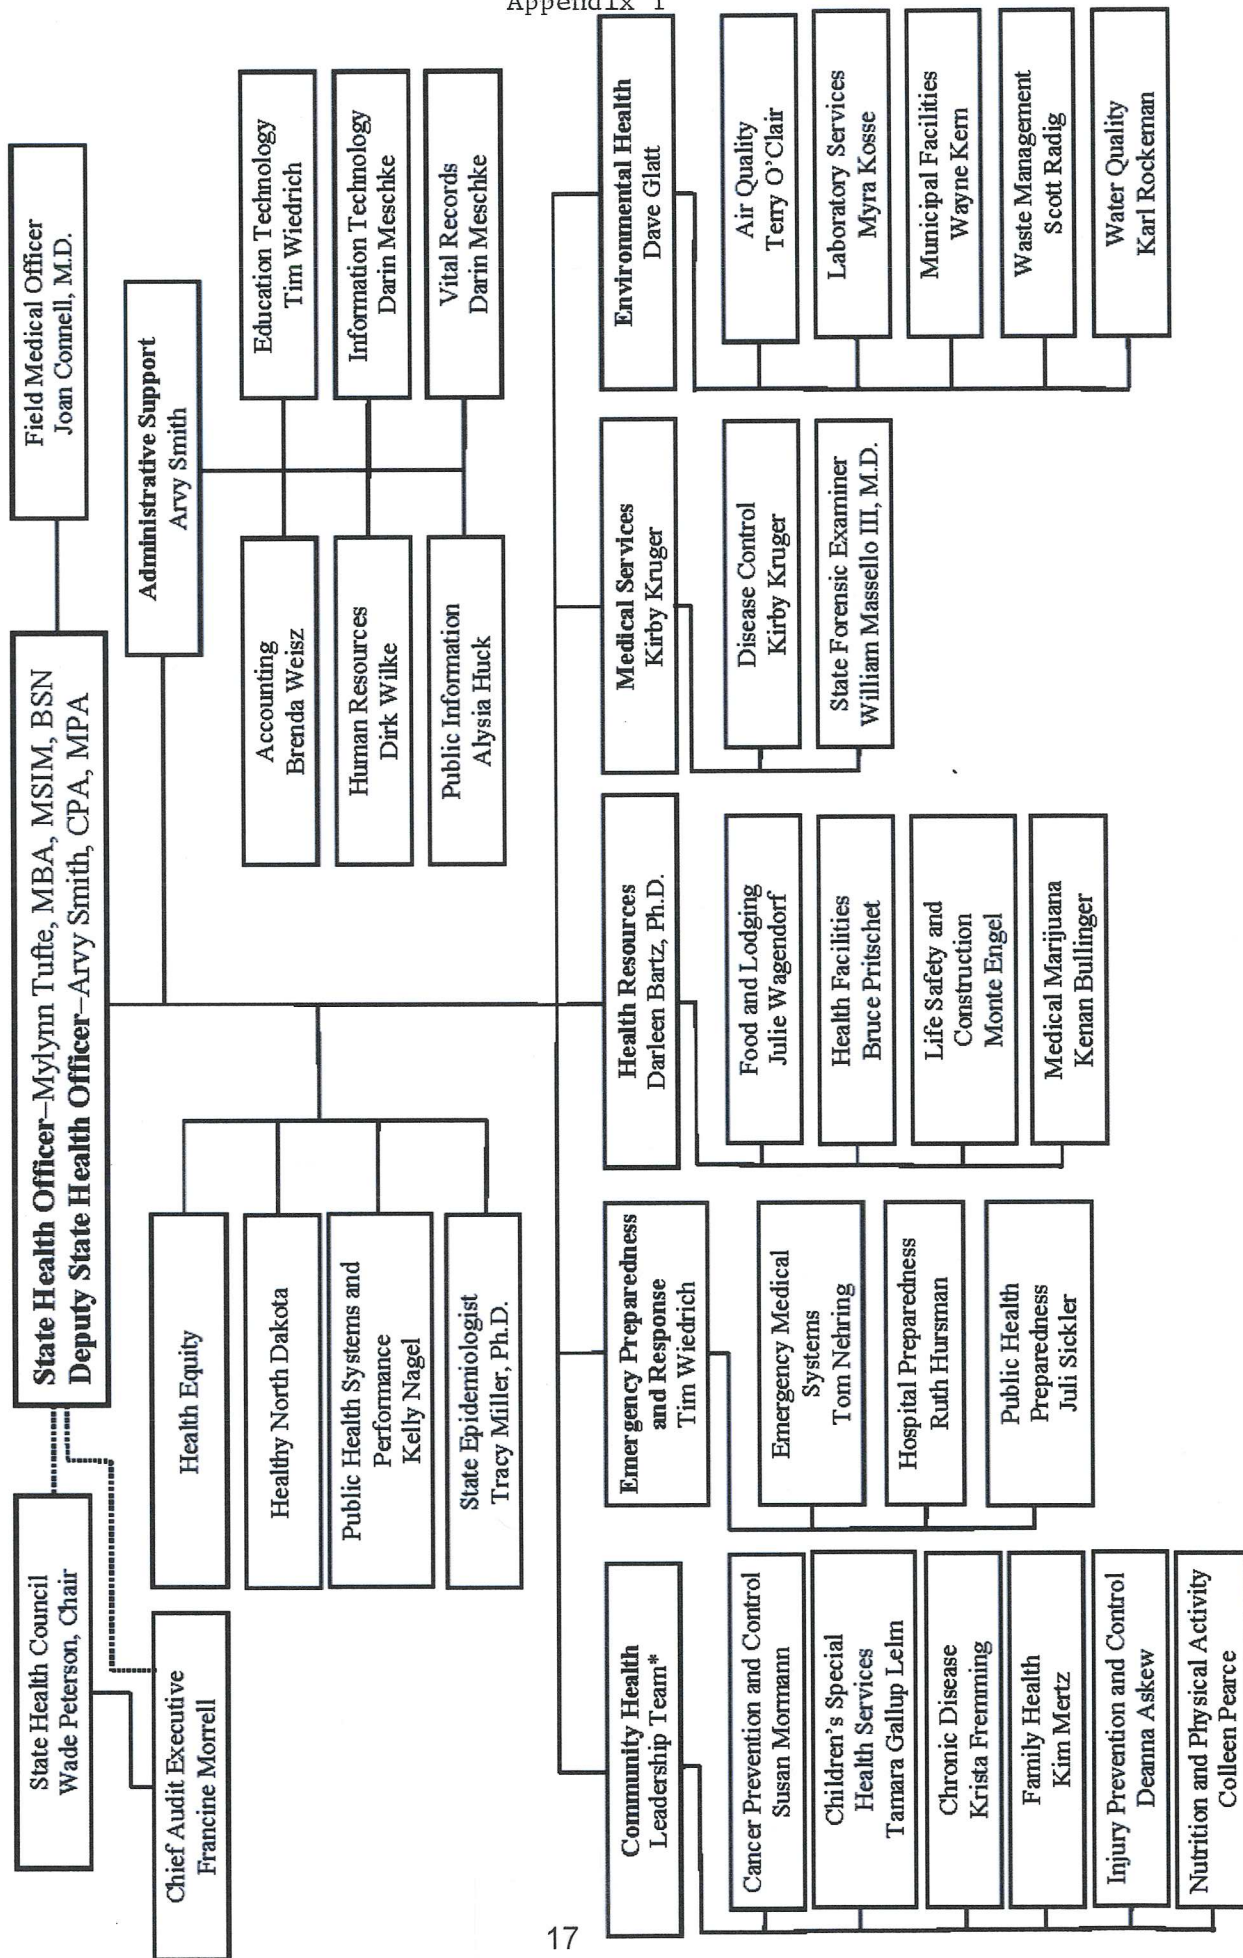 Appendix 1
State Health Officer–Mylynn Tufte, MBA, MSIM, BSN
Deputy State Health Officer–Arvy Smith, CPA, MPA
State Health Council
Wade Peterson, Chair
Chief Audit Executive
Francine Morrell
Field Medical Officer
Joan Connell, M.D.
Administrative Support
Arvy Smith
Accounting
Brenda Weisz
Human Resources
Dirk Wilke
Public Information
Alysia Huck
Education Technology
Tim Wiedrich
Information Technology
Darin Meschke
Vital Records
Darin Meschke
Health Equity
Healthy North Dakota
Public Health Systems and
Performance
Kelly Nagel
State Epidemiologist
Tracy Miller, Ph.D.
Community Health
Leadership Team*
Cancer Prevention and Control
Susan Mormann
Children's Special
Health Services
Tamara Gallup Lelm
Chronic Disease
Krista Fremming
Family Health
Kim Mertz
Injury Prevention and Control
Deanna Askew
Nutrition and Physical Activity
Colleen Pearce
Emergency Preparedness
and Response
Tim Wiedrich
Emergency Medical
Systems
Tom Nehring
Hospital Preparedness
Ruth Hursman
Public Health
Preparedness
Juli Sickler
Health Resources
Darleen Bartz, Ph.D.
Food and Lodging
Julie Wagendorf
Health Facilities
Bruce Pritschet
Life Safety and
Construction
Monte Engel
Medical Marijuana
Kenan Bullinger
Medical Services
Kirby Kruger
Disease Control
Kirby Kruger
State Forensic Examiner
William Massello III, M.D.
Environmental Health
Dave Glatt
Air Quality
Terry O'Clair
Laboratory Services
Myra Kosse
Municipal Facilities
Wayne Kern
Waste Management
Scott Radig
Water Quality
Karl Rockeman
17